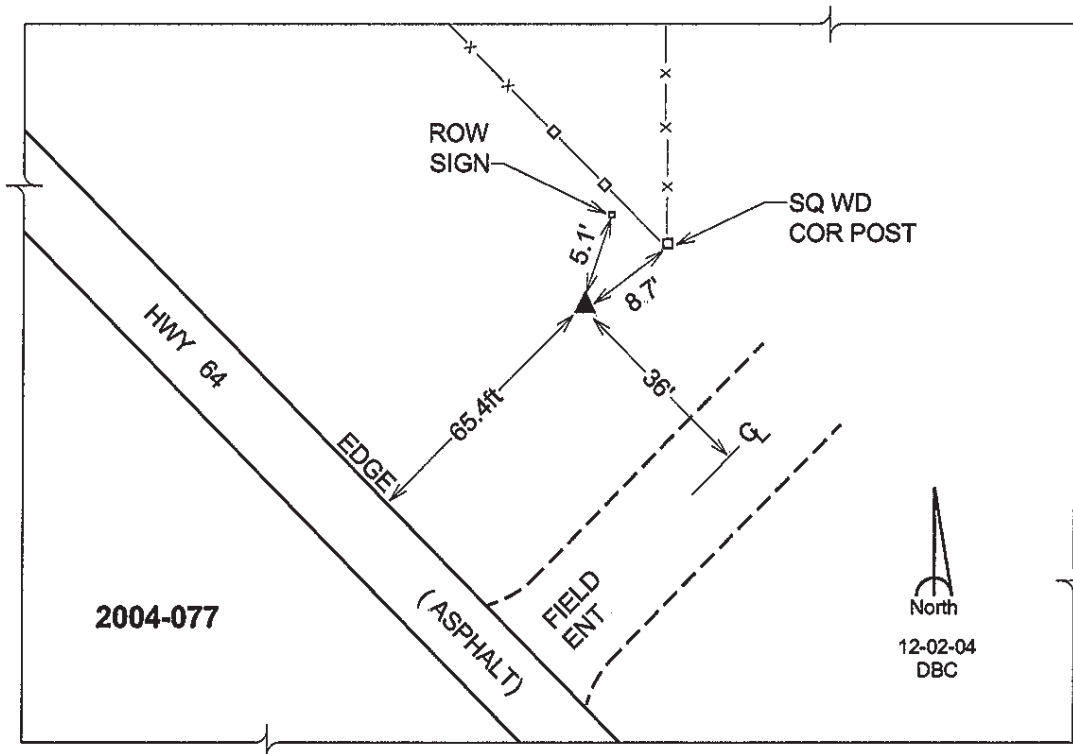 ROW
SIGN
SQ WD
COR POST
5.1'
8.7'
HWY 64
36'
65.4ft
℄
EDGE
FIELD
ENT
(ASPHALT)
2004-077
North
12-02-04
DBC